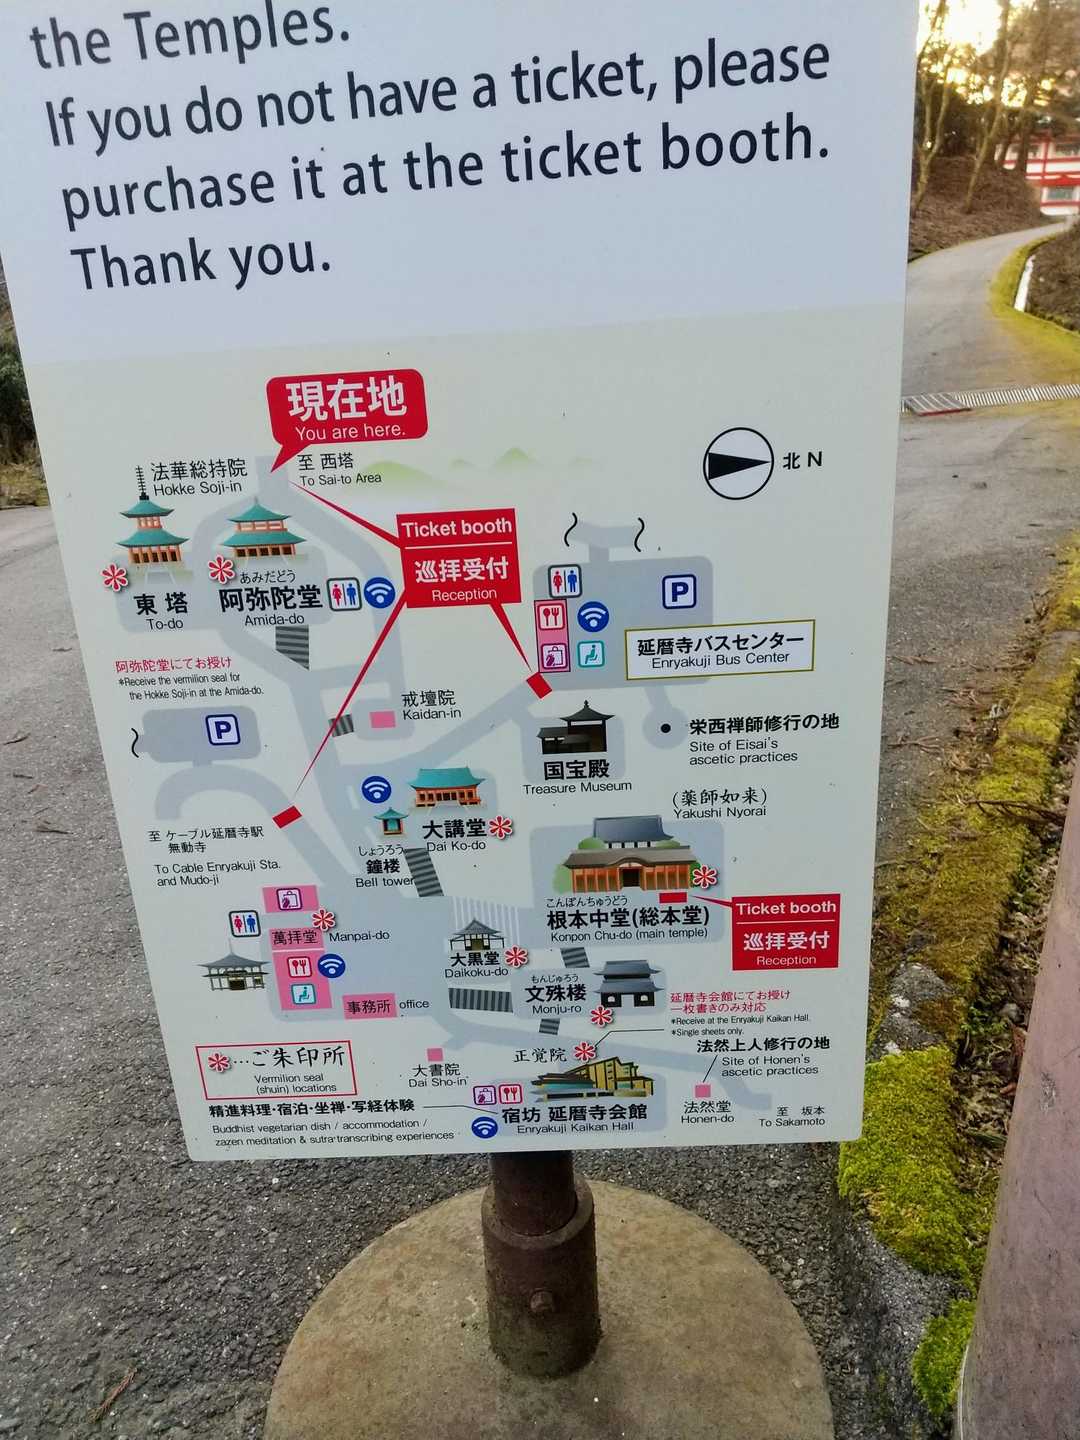 the Temples.
If you do not have a ticket, please
purchase it at the ticket booth.
Thank you.
現在地
You are here.
法華総持院
Hokke Soji-in
至 西塔
To Sai-to Area
北 N
Ticket booth
巡拝受付
Reception
東塔
To-do
あみだどう
阿弥陀堂
Amida-do
P
延暦寺バスセンター
Enryakuji Bus Center
阿弥陀堂にてお授け
*Receive the vermilion seal for
the Hokke Soji-in at the Amida-do.
P
戒壇院
Kaidan-in
国宝殿
Treasure Museum
栄西禅師修行の地
Site of Eisai's
ascetic practices
(薬師如来)
Yakushi Nyorai
至 ケーブル延暦寺駅
無動寺
To Cable Enryakuji Sta.
and Mudo-ji
大講堂
Dai Ko-do
しょうろう
鐘楼
Bell tower
こんぽんちゅうどう
根本中堂(総本堂)
Konpon Chu-do (main temple)
Ticket booth
巡拝受付
Reception
萬拝堂
Manpai-do
大黒堂
Daikoku-do
もんじゅろう
文殊楼
Monju-ro
事務所
office
延暦寺会館にてお授け
一枚書きのみ対応
*Receive at the Enryakuji Kaikan Hall.
*Single sheets only.
*…ご朱印所
Vermilion seal
(shuin) locations
大書院
Dai Sho-in
正覚院
法然上人修行の地
Site of Honen's
ascetic practices
精進料理・宿泊・坐禅・写経体験
Buddhist vegetarian dish / accommodation /
zazen meditation & sutra transcribing experiences
宿坊 延暦寺会館
Enryakuji Kaikan Hall
法然堂
Honen-do
至 坂本
To Sakamoto